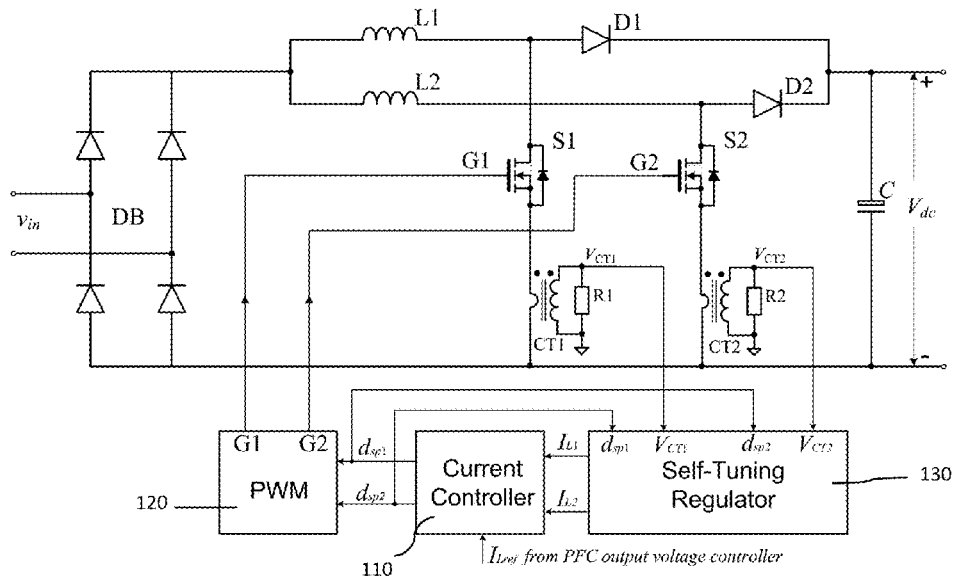 L1
D1
L2
D2
S1
S2
G1
G2
+
C
V_dc
v_in
DB
V_CT1
V_CT2
R1
R2
CT1
CT2
-
G1 G2
d_sp1
I_L1
d_sp1 V_CT1 d_sp2 V_CT2
PWM
Current
Controller
Self-Tuning
Regulator
130
120
d_sp2
I_L2
110
I_Lref from PFC output voltage controller